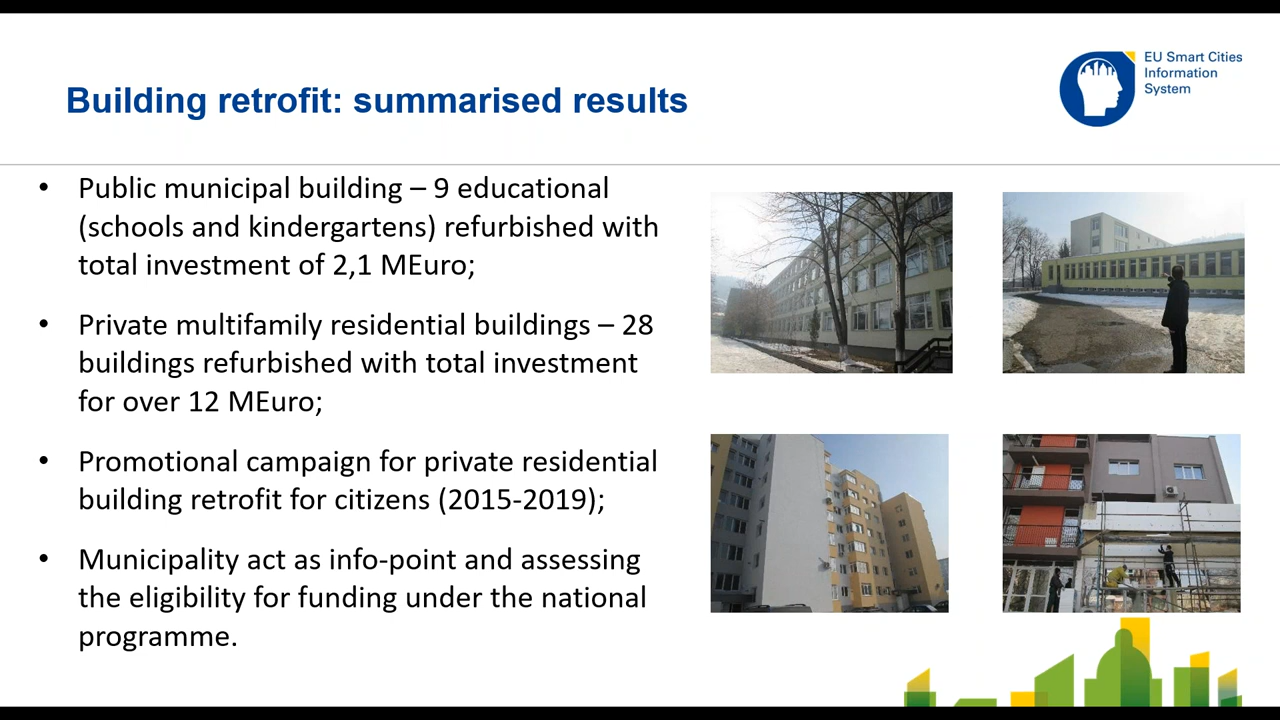 EU Smart Cities
Information
System
Building retrofit: summarised results
• Public municipal building – 9 educational
(schools and kindergartens) refurbished with
total investment of 2,1 MEuro;
• Private multifamily residential buildings – 28
buildings refurbished with total investment
for over 12 MEuro;
• Promotional campaign for private residential
building retrofit for citizens (2015-2019);
• Municipality act as info-point and assessing
the eligibility for funding under the national
programme.